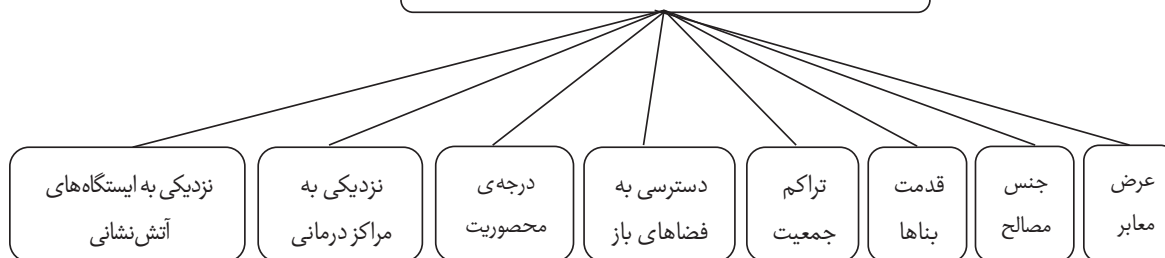 عرض
معابر
جنس
مصالح
قدمت
بناها
تراکم
جمعیت
دسترسی به
فضاهای باز
درجه‌ی
محصوریت
نزدیکی به
مراکز درمانی
نزدیکی به ایستگاه‌های
آتش‌نشانی